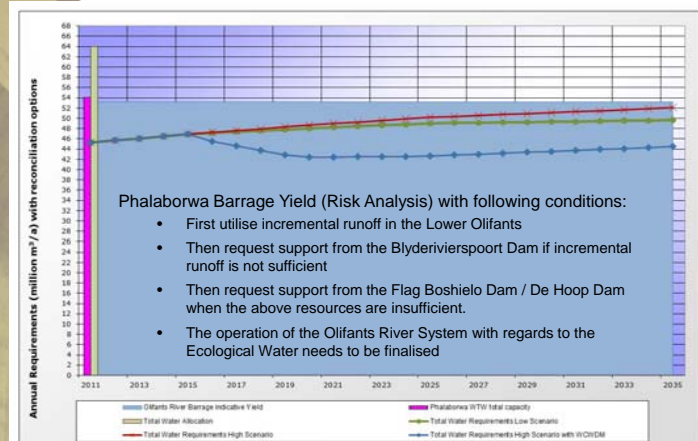 Annual Requirements (million m³/a) with reconciliation options
68
66
64
62
60
58
56
54
52
50
48
46
44
42
40
38
36
34
32
30
28
26
24
22
20
18
16
14
12
10
8
6
4
2
0
Phalaborwa Barrage Yield (Risk Analysis) with following conditions:
• First utilise incremental runoff in the Lower Olifants
• Then request support from the Blyderivierspoort Dam if incremental
runoff is not sufficient
• Then request support from the Flag Boshielo Dam / De Hoop Dam
when the above resources are insufficient.
• The operation of the Olifants River System with regards to the
Ecological Water needs to be finalised
2011 2013 2015 2017 2019 2021 2023 2025 2027 2029 2031 2033 2035
Olifants River Barrage Indicative Yield
Phalaborwa WTW total capacity
Total Water Allocation
Total Water Requirements Low Scenario
Total Water Requirements High Scenario
Total Water Requirements High Scenario with WCWDM